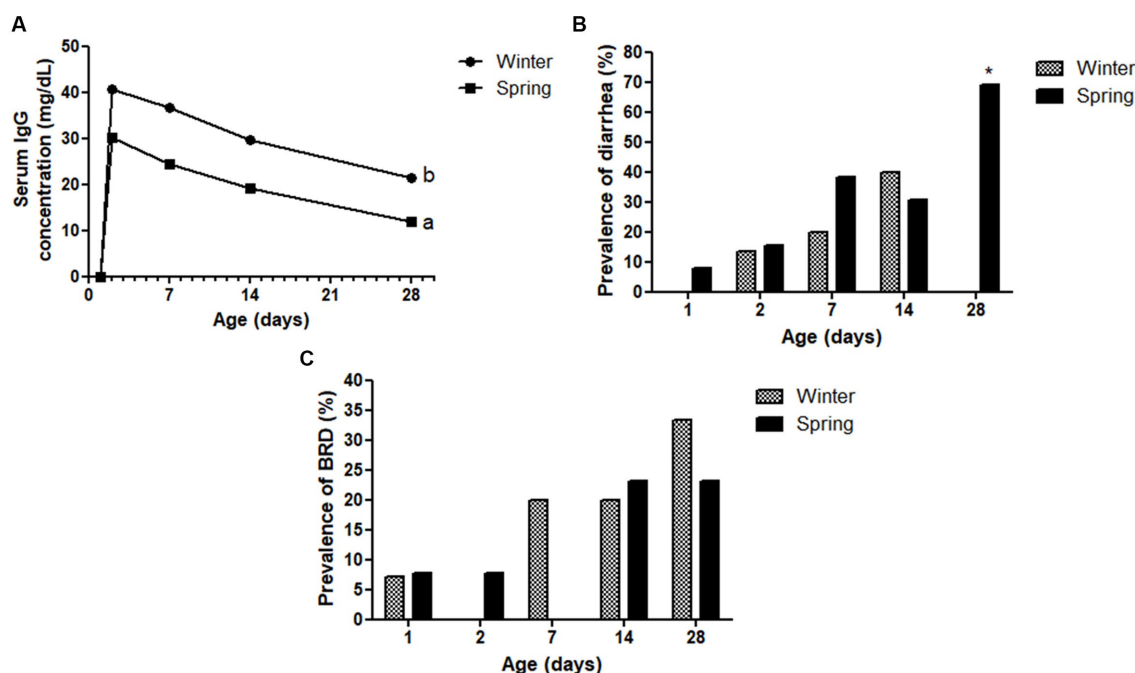 A
Serum IgG
concentration (mg/dL)
50
40
30
20
10
0
0 7 14 21 28
Age (days)
Winter
Spring
b
a
B
Prevalence of diarrhea (%)
80
70
60
50
40
30
20
10
0
1 2 7 14 28
Age (days)
*
Winter
Spring
C
Prevalence of BRD (%)
40
35
30
25
20
15
10
5
0
1 2 7 14 28
Age (days)
Winter
Spring